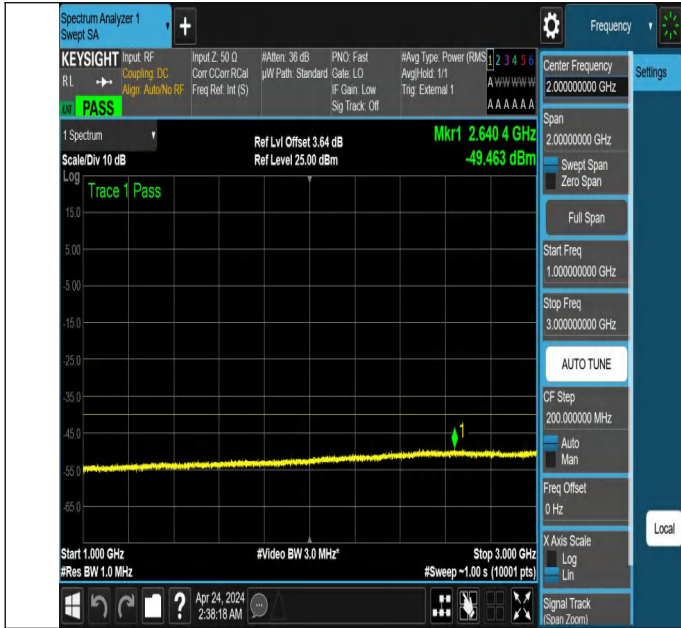 Spectrum Analyzer 1
Swept SA
+
Frequency
KEYSIGHT
RL
PASS
Input: RF
Coupling: DC
Align: Auto/No RF
Input Z: 50 Ω
Corr CCorr RCal
Freq Ref: Int (S)
#Atten: 36 dB
µW Path: Standard
PNO: Fast
Gate: LO
IF Gain: Low
Sig Track: Off
#Avg Type: Power (RMS
Avg|Hold: 1/1
Trig: External 1
1 2 3 4 5 6
A W W W W W
A A A A A A
1 Spectrum
Scale/Div 10 dB
Ref Lvl Offset 3.64 dB
Ref Level 25.00 dBm
Mkr1 2.640 4 GHz
-49.463 dBm
Log
Trace 1 Pass
15.0
5.00
-5.00
-15.0
-25.0
-35.0
-45.0
-55.0
-65.0
1
Start 1.000 GHz
#Res BW 1.0 MHz
#Video BW 3.0 MHz*
Stop 3.000 GHz
#Sweep ~1.00 s (10001 pts)
Apr 24, 2024
2:38:18 AM
Center Frequency
2.000000000 GHz
Span
2.00000000 GHz
Swept Span
Zero Span
Full Span
Start Freq
1.000000000 GHz
Stop Freq
3.000000000 GHz
AUTO TUNE
CF Step
200.000000 MHz
Auto
Man
Freq Offset
0 Hz
X Axis Scale
Log
Lin
Signal Track
(Span Zoom)
Settings
Local